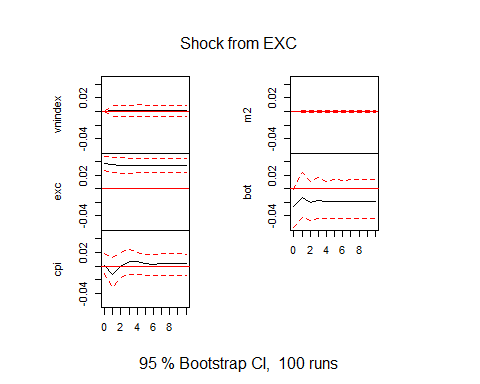 Shock from EXC
vnindex
-0.04 0.02
exc
-0.04 0.02
cpi
-0.04 0.02
0 2 4 6 8
m2
-0.04 0.02
bot
-0.04 0.02
0 2 4 6 8
95 % Bootstrap CI, 100 runs